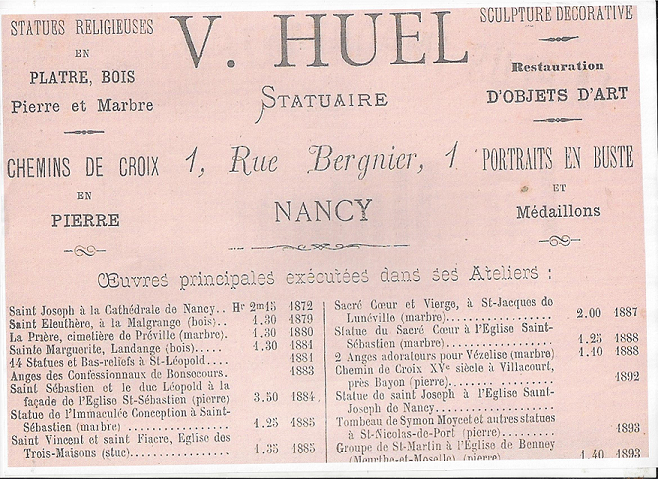 STATUES RELIGIEUSES
EN
PLATRE, BOIS
Pierre et Marbre
CHEMINS DE CROIX
EN
PIERRE
V. HUEL
STATUAIRE
1, Rue Bergnier, 1
NANCY
SCULPTURE DECORATIVE
Restauration
D'OBJETS D'ART
PORTRAITS EN BUSTE
ET
Médaillons
Œuvres principales exécutées dans ses Ateliers :
Saint Joseph à la Cathédrale de Nancy.. Hr 2m15 1872
Saint Eleuthère, à la Malgrange (bois).. 1.30 1879
La Prière, cimetière de Préville (marbre). 1.30 1880
Sainte Marguerite, Landange (bois)..... 1.30 1881
14 Statues et Bas-reliefs à St-Léopold.... 1881
Anges des Confessionnaux de Bonsecours. 1883
Saint Sébastien et le duc Léopold à la
façade de l'Eglise St-Sébastien (pierre) 3.50 1884.
Statue de l'Immaculée Conception à Saint-
Sébastien (marbre) ................ 1.25 1885
Saint Vincent et saint Fiacre, Eglise des
Trois-Maisons (stuc).............. 1.35 1885
Sacré Cœur et Vierge, à St-Jacques de
Lunéville (marbre)................. 2.00 1887
Statue du Sacré Cœur à l'Eglise Saint-
Sébastien (marbre)................. 1.25 1888
2 Anges adorateurs pour Vézelise (marbre) 1.10 1888
Chemin de Croix XVe siècle à Villacourt,
près Bayon (pierre)................. 1892
Statue de saint Joseph à l'Eglise Saint-
Joseph de Nancy..................
Tombeau de Symon Moycet et autres statues
à St-Nicolas-de-Port (pierre)......... 1893
Groupe de St-Martin à l'Eglise de Benney
(Meurthe-et-Moselle) (pierre)........ 1.40 1893